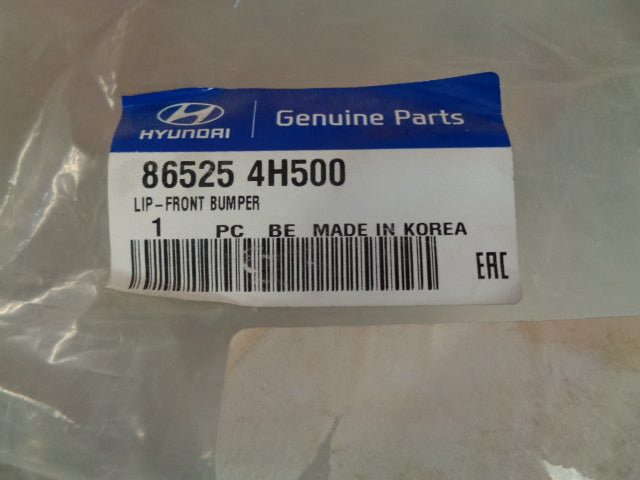 HYUNDAI
Genuine Parts
86525 4H500
LIP-FRONT BUMPER
1 PC BE MADE IN KOREA
EAC